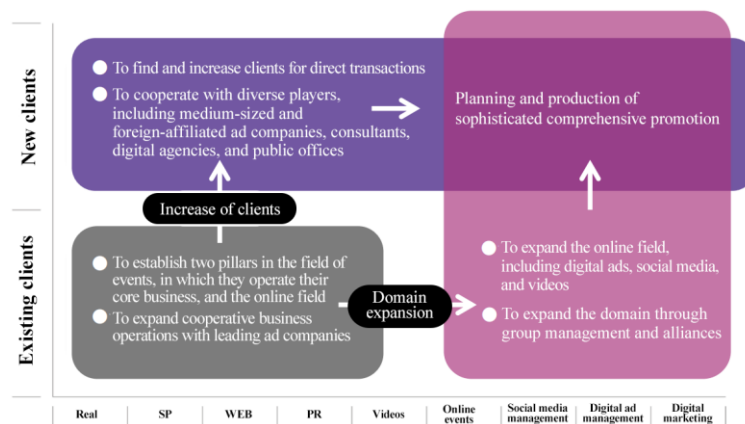 New clients
● To find and increase clients for direct transactions
● To cooperate with diverse players,
including medium-sized and
foreign-affiliated ad companies, consultants,
digital agencies, and public offices
Planning and production of
sophisticated comprehensive promotion
Increase of clients
Existing clients
● To establish two pillars in the field of
events, in which they operate their
core business, and the online field
● To expand cooperative business
operations with leading ad companies
Domain
expansion
● To expand the online field,
including digital ads, social media,
and videos
● To expand the domain through
group management and alliances
Real
SP
WEB
PR
Videos
Online
events
Social media
management
Digital ad
management
Digital
marketing